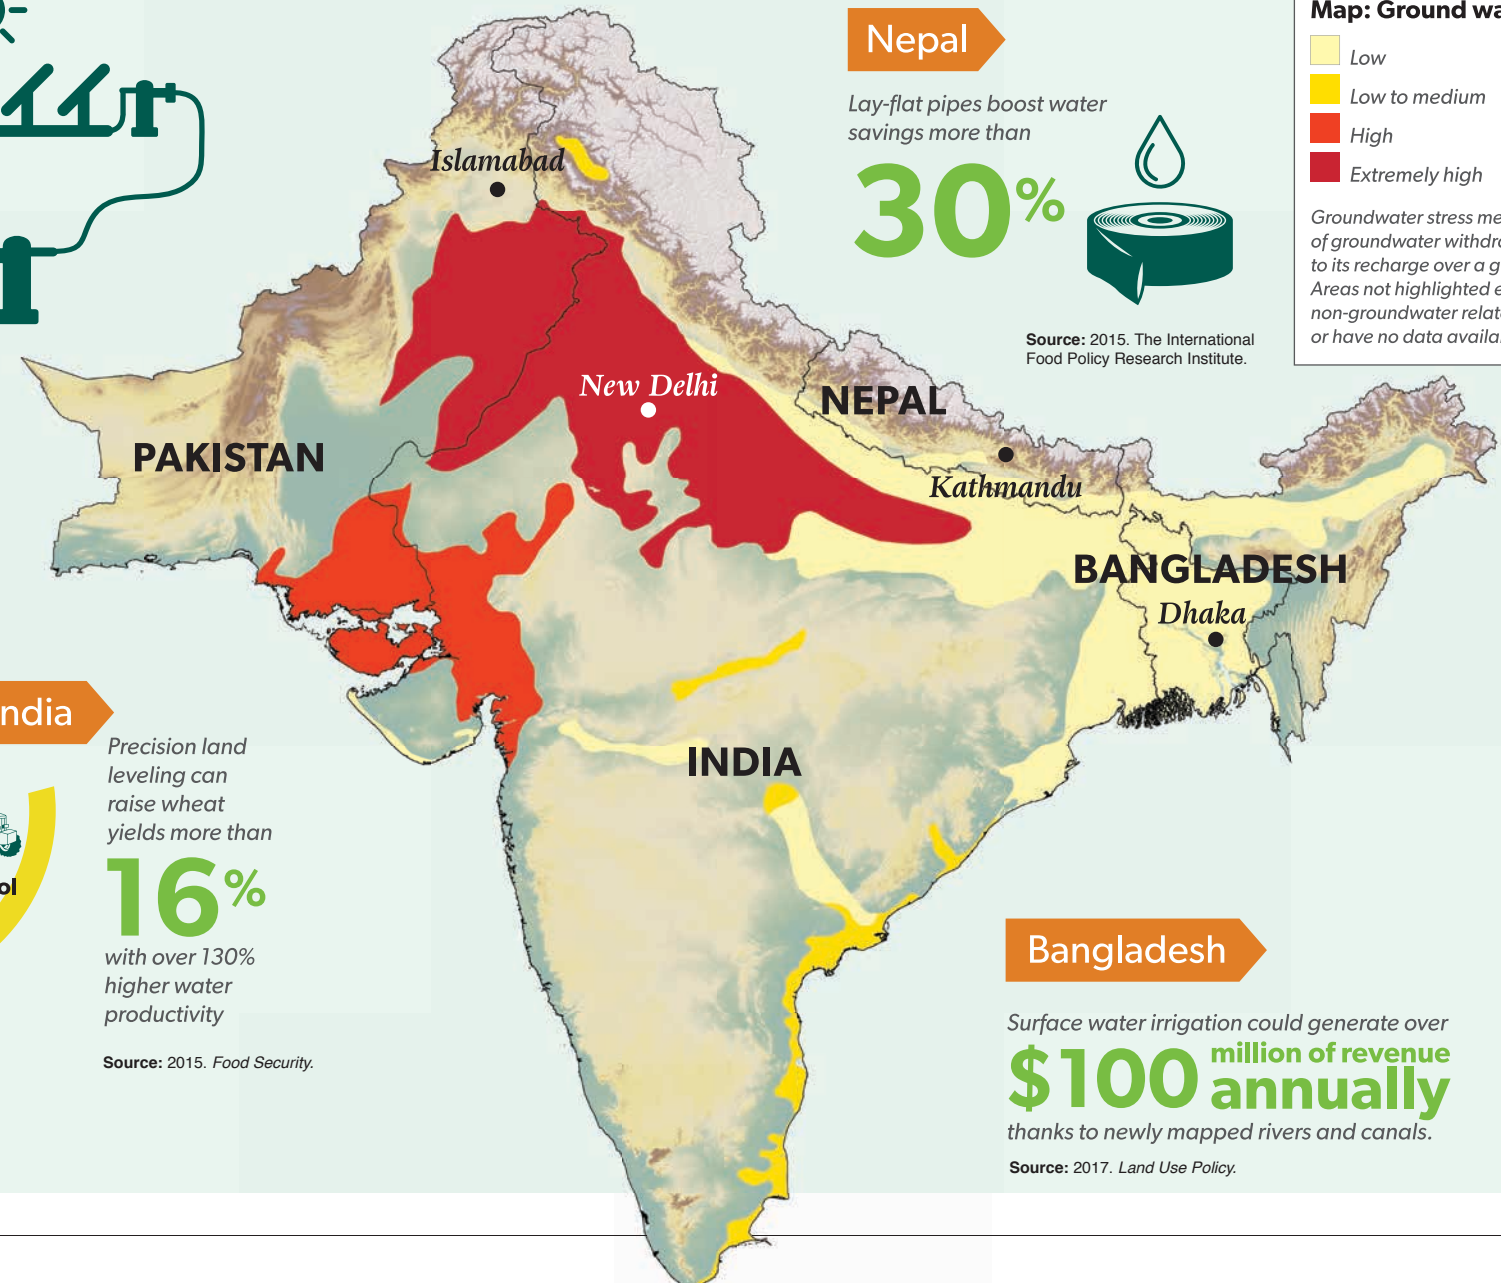 Nepal
Lay-flat pipes boost water
savings more than
30%
Source: 2015. The International
Food Policy Research Institute.
Map: Ground wa
Low
Low to medium
High
Extremely high
Groundwater stress me
of groundwater withdra
to its recharge over a g
Areas not highlighted e
non-groundwater relate
or have no data availa
Islamabad
New Delhi
NEPAL
PAKISTAN
Kathmandu
BANGLADESH
Dhaka
INDIA
ndia
Precision land
leveling can
raise wheat
yields more than
16%
with over 130%
higher water
productivity
Source: 2015. Food Security.
ol
Bangladesh
Surface water irrigation could generate over
$100 million of revenue
annually
thanks to newly mapped rivers and canals.
Source: 2017. Land Use Policy.